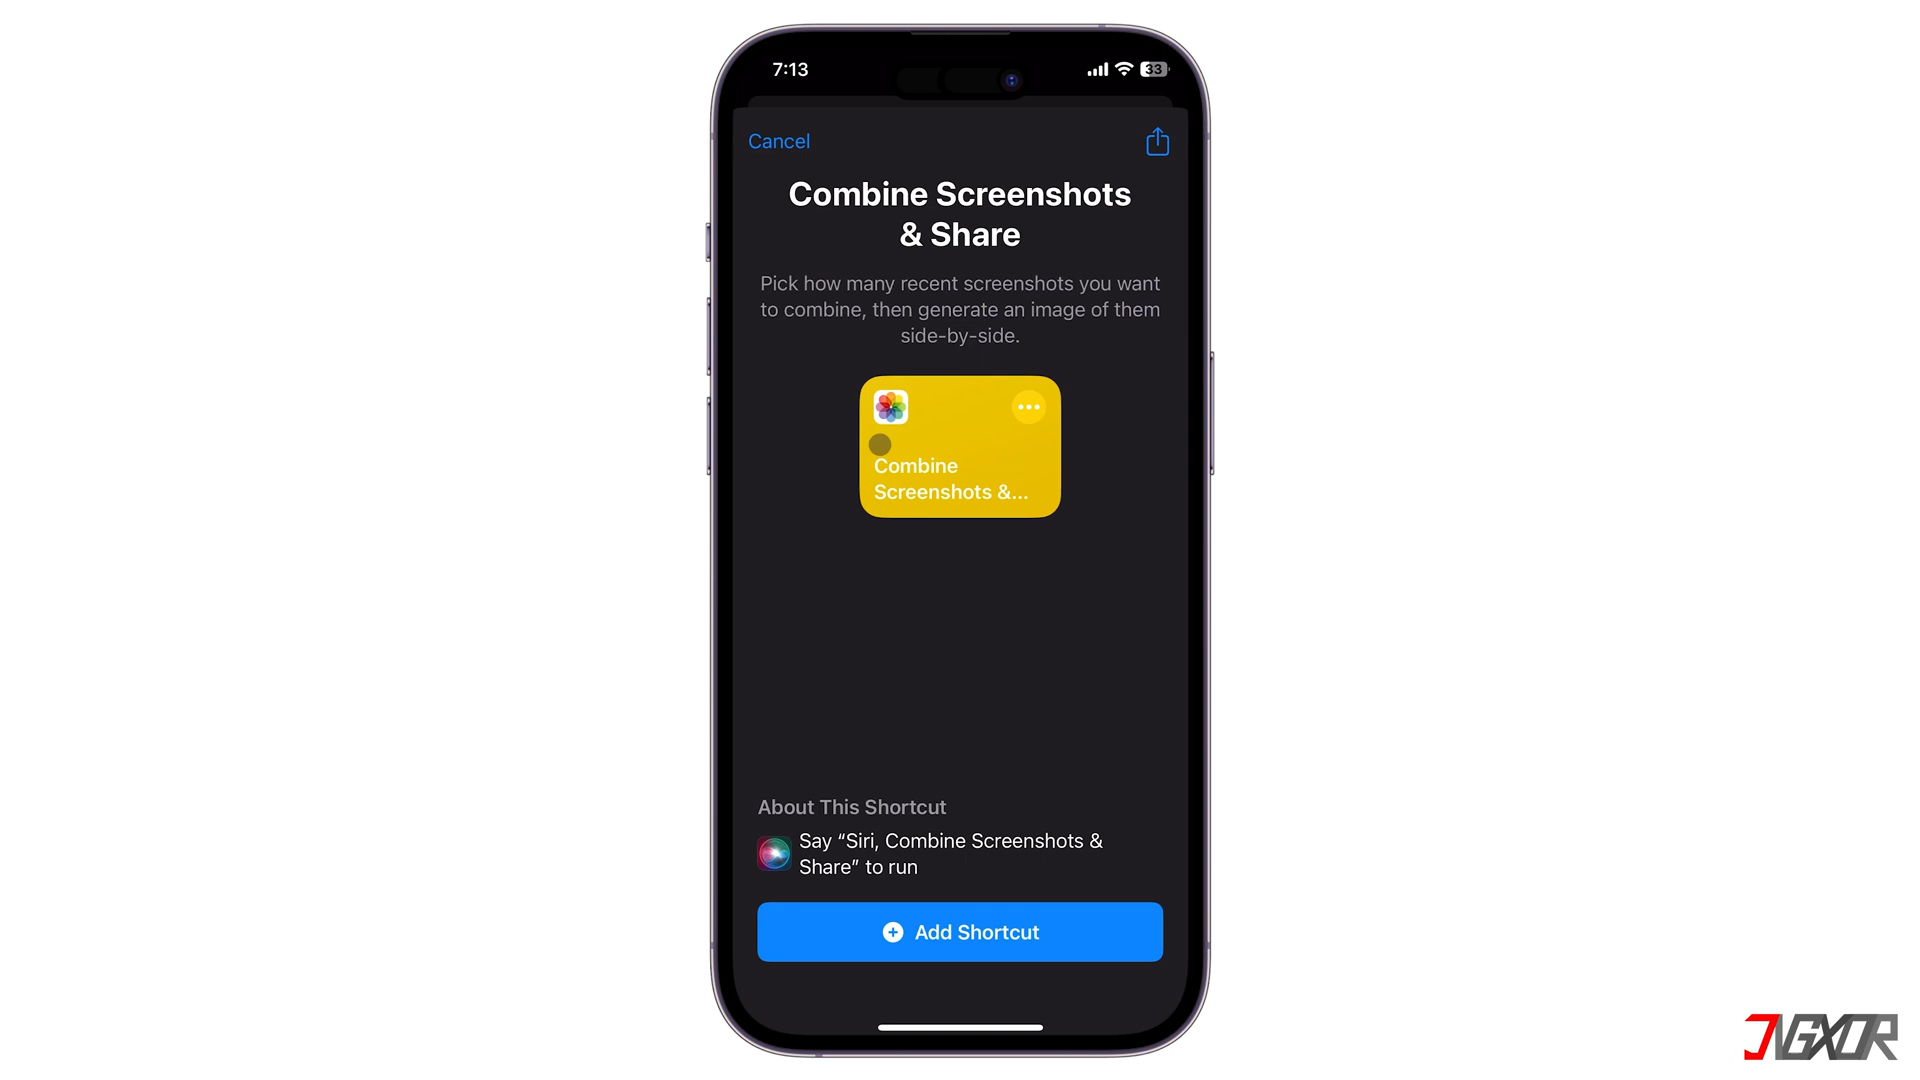 7:13
33
Cancel
Combine Screenshots
& Share
Pick how many recent screenshots you want
to combine, then generate an image of them
side-by-side.
Combine
Screenshots &...
About This Shortcut
Say “Siri, Combine Screenshots &
Share” to run
Add Shortcut